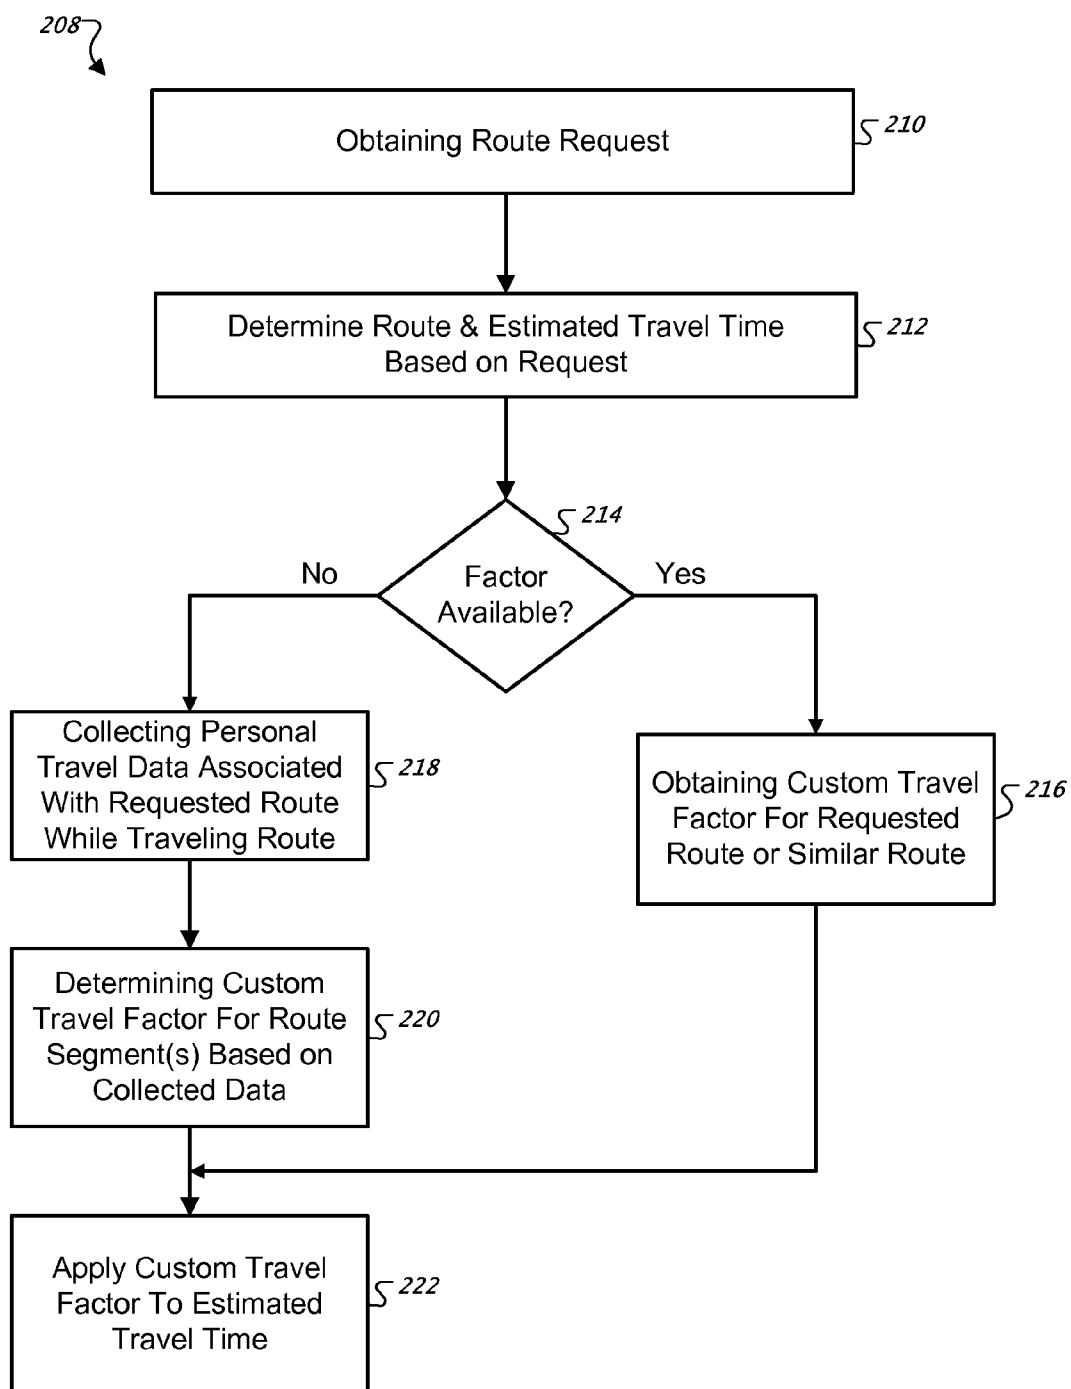 208
Obtaining Route Request
210
Determine Route & Estimated Travel Time
Based on Request
212
214
Factor
Available?
No
Yes
Collecting Personal
Travel Data Associated
With Requested Route
While Traveling Route
218
Obtaining Custom Travel
Factor For Requested
Route or Similar Route
216
Determining Custom
Travel Factor For Route
Segment(s) Based on
Collected Data
220
Apply Custom Travel
Factor To Estimated
Travel Time
222